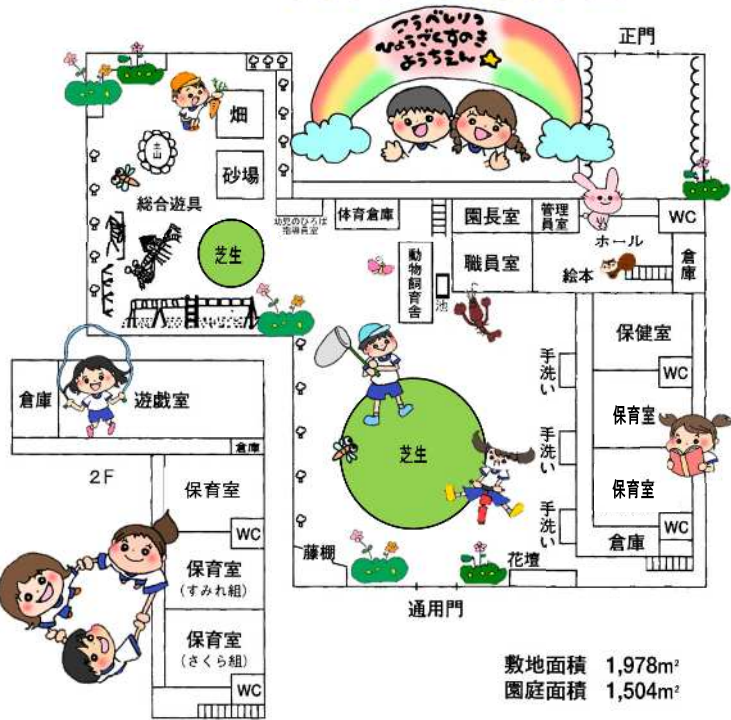 こうべしりつ
ひょうごくすのき
ようちえん
正門
畑
土山
砂場
総合遊具
芝生
幼児のひろば
指導員室
体育倉庫
園長室
管理
員室
WC
ホール
職員室
絵本
倉庫
動物飼育舎
池
保健室
手洗い
WC
保育室
手洗い
保育室
手洗い
WC
倉庫
芝生
藤棚
花壇
通用門
倉庫
遊戯室
倉庫
2F
保育室
WC
保育室
(すみれ組)
保育室
(さくら組)
WC
敷地面積 1,978m²
園庭面積 1,504m²